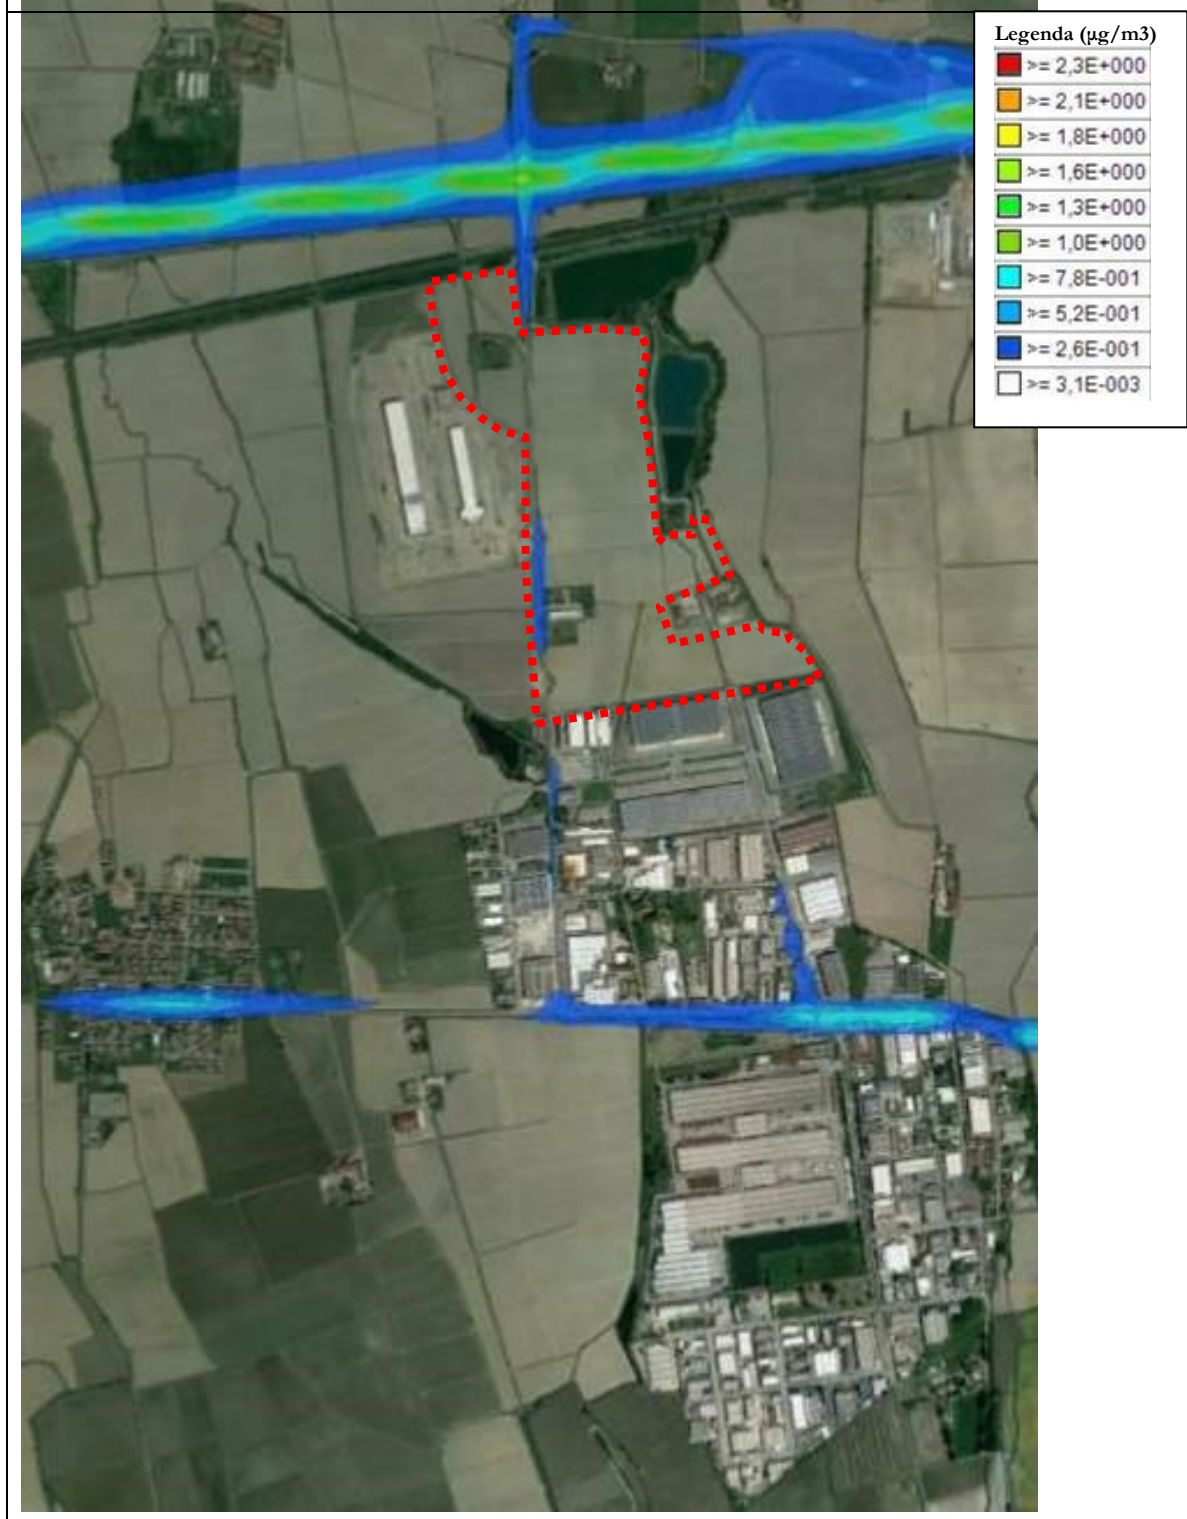 Legenda (µg/m3)
>= 2,3E+000
>= 2,1E+000
>= 1,8E+000
>= 1,6E+000
>= 1,3E+000
>= 1,0E+000
>= 7,8E-001
>= 5,2E-001
>= 2,6E-001
>= 3,1E-003